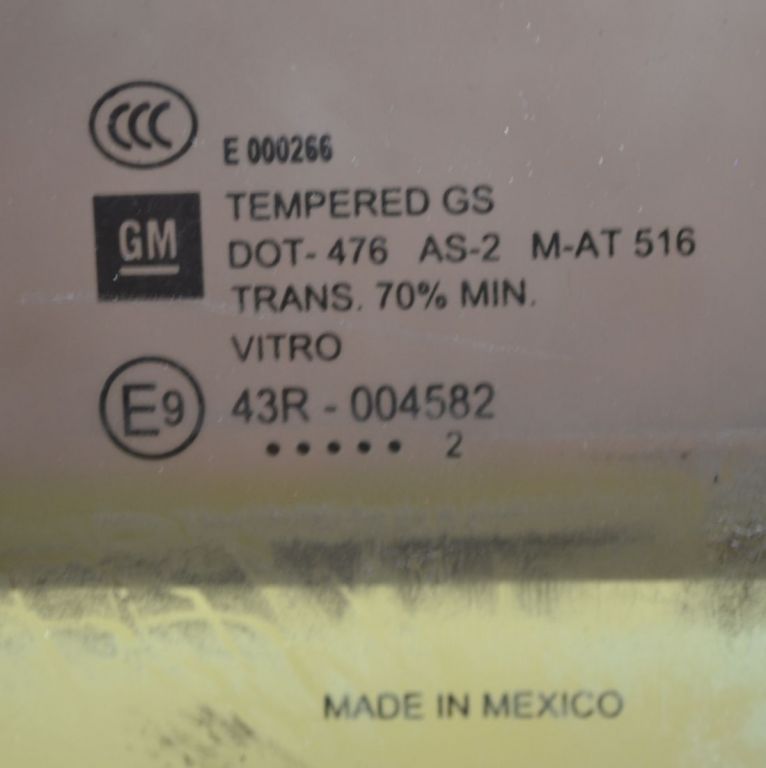 CCC
E 000266
GM
TEMPERED GS
DOT- 476 AS-2 M-AT 516
TRANS. 70% MIN.
VITRO
E9 43R - 004582
• • • • • 2
MADE IN MEXICO